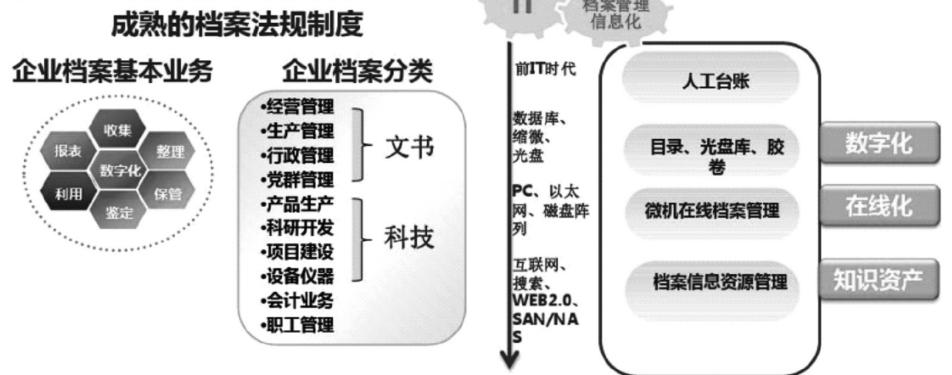 成熟的档案法规制度
企业档案基本业务
收集
报表
整理
数字化
利用
保管
鉴定
企业档案分类
•经营管理
•生产管理
•行政管理
•党群管理
•产品生产
•科研开发
•项目建设
•设备仪器
•会计业务
•职工管理
文书
科技
IT
档案管理
信息化
前IT时代
数据库、
缩微、
光盘
PC、以太
网、磁盘阵
列
互联网、
搜索、
WEB2.0、
SAN/NA
S
人工台账
目录、光盘库、胶
卷
微机在线档案管理
档案信息资源管理
数字化
在线化
知识资产